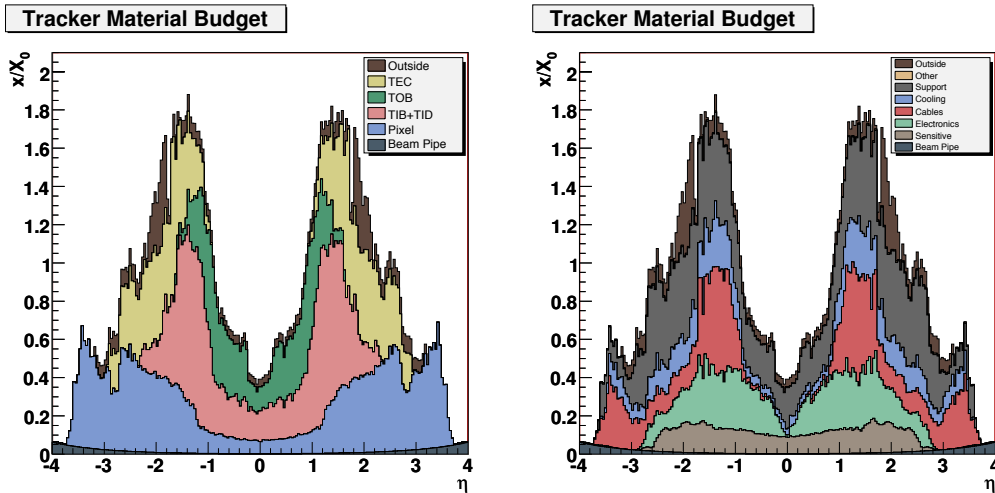 Tracker Material Budget
x/X0
2
1.8
1.6
1.4
1.2
1
0.8
0.6
0.4
0.2
0
-4 -3 -2 -1 0 1 2 3 4
η
Outside
TEC
TOB
TIB+TID
Pixel
Beam Pipe
Tracker Material Budget
x/X0
2
1.8
1.6
1.4
1.2
1
0.8
0.6
0.4
0.2
0
-4 -3 -2 -1 0 1 2 3 4
η
Outside
Other
Support
Cooling
Cables
Electronics
Sensitive
Beam Pipe